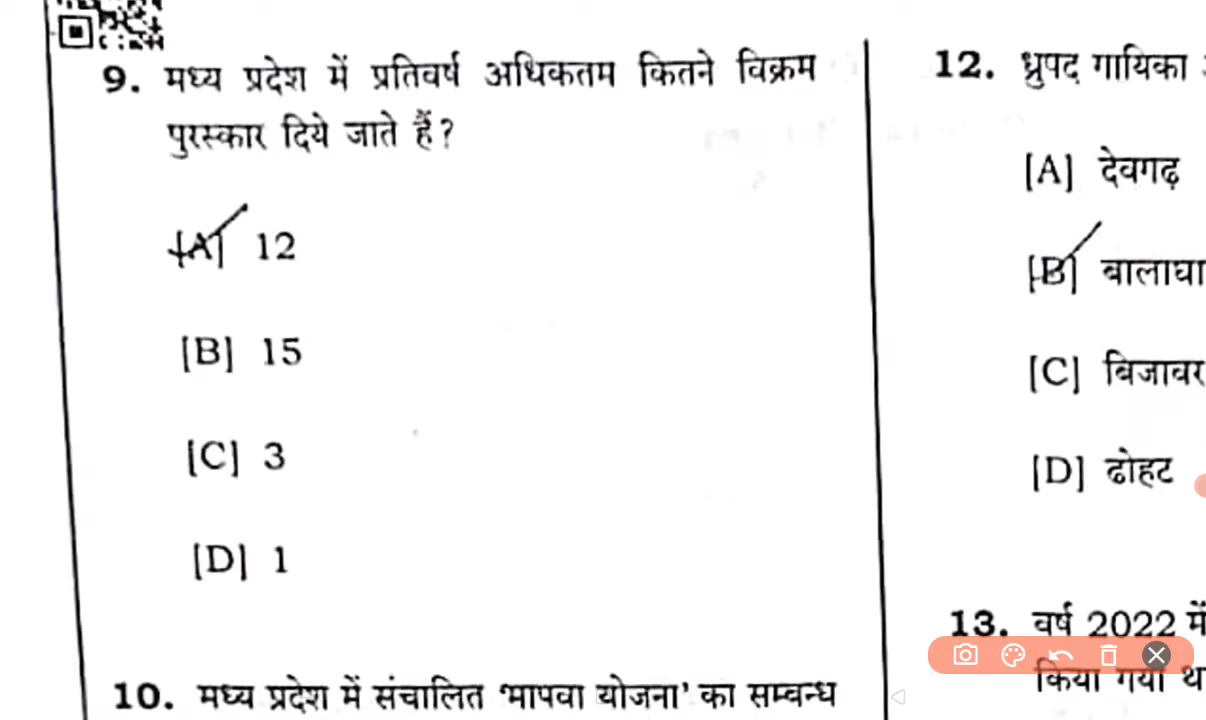 9. मध्य प्रदेश में प्रतिवर्ष अधिकतम कितने विक्रम
पुरस्कार दिये जाते हैं?
[A] 12
[B] 15
[C] 3
[D] 1
10. मध्य प्रदेश में संचालित 'मापवा योजना' का सम्बन्ध
12. ध्रुपद गायिका
[A] देवगढ़
[B] बालाघा
[C] बिजावर
[D] ढोहट
13. वर्ष 2022 में
किया गया थ